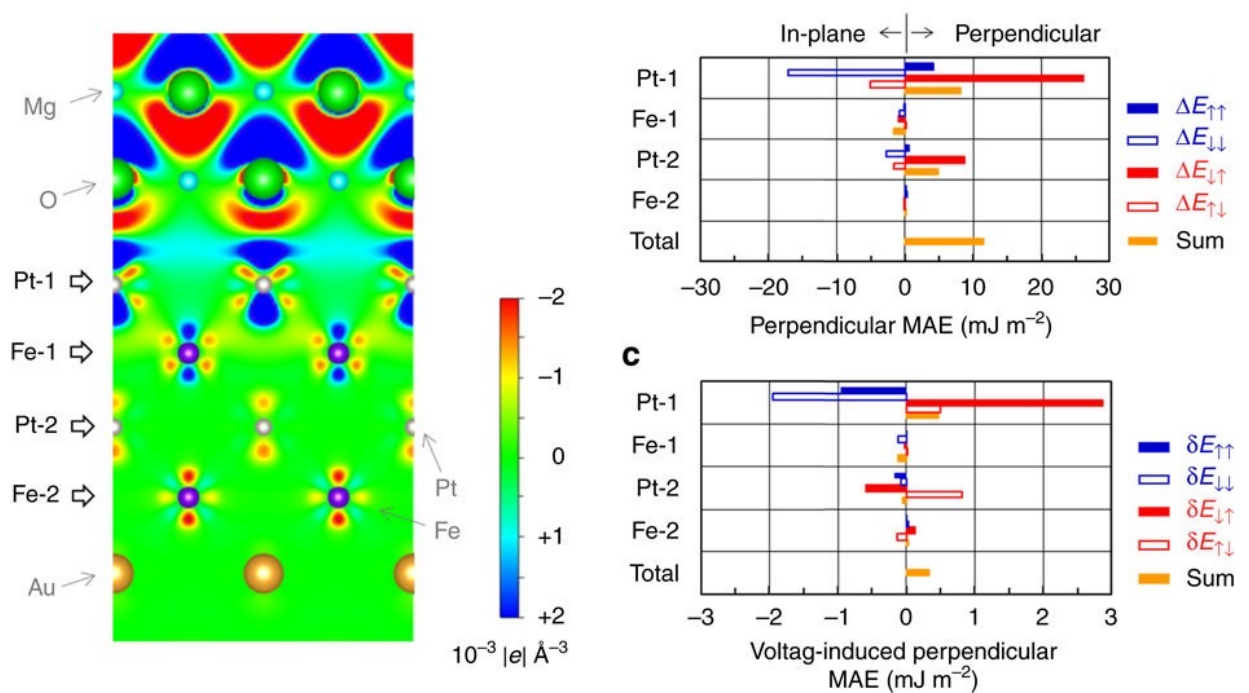 Mg
O
Pt-1
Fe-1
Pt-2
Fe-2
Au
Pt
Fe
−2
−1
0
+1
+2
10⁻³ |e| Å⁻³
In-plane ← → Perpendicular
Pt-1
Fe-1
Pt-2
Fe-2
Total
−30 −20 −10 0 10 20 30
Perpendicular MAE (mJ m⁻²)
ΔE↑↑
ΔE↓↓
ΔE↓↑
ΔE↑↓
Sum
c
Pt-1
Fe-1
Pt-2
Fe-2
Total
−3 −2 −1 0 1 2 3
Voltag-induced perpendicular
MAE (mJ m⁻²)
δE↑↑
δE↓↓
δE↓↑
δE↑↓
Sum